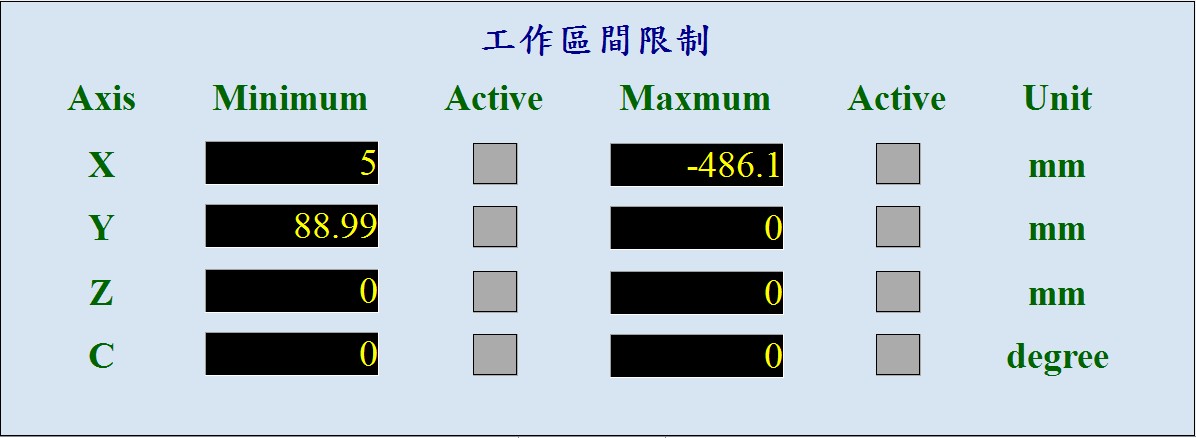 工作區間限制
Axis Minimum Active Maxmum Active Unit
X 5 -486.1 mm
Y 88.99 0 mm
Z 0 0 mm
C 0 0 degree